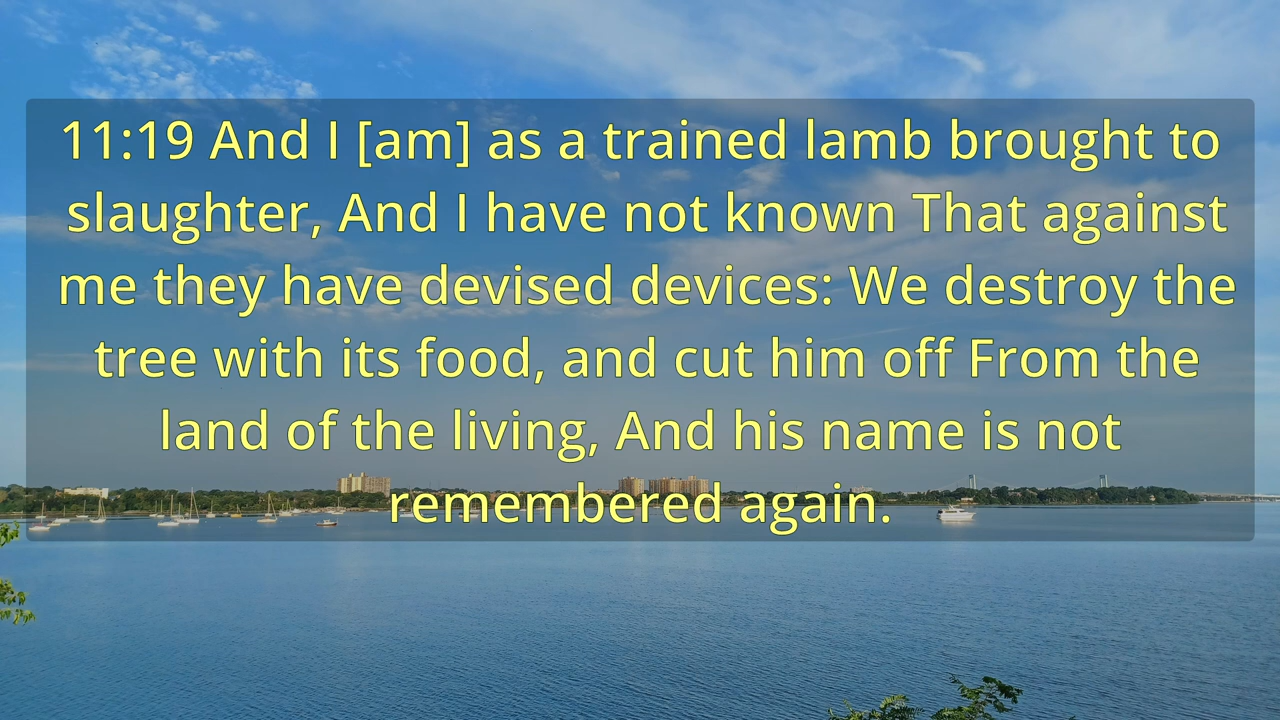 11:19 And I [am] as a trained lamb brought to
slaughter, And I have not known That against
me they have devised devices: We destroy the
tree with its food, and cut him off From the
land of the living, And his name is not
remembered again.